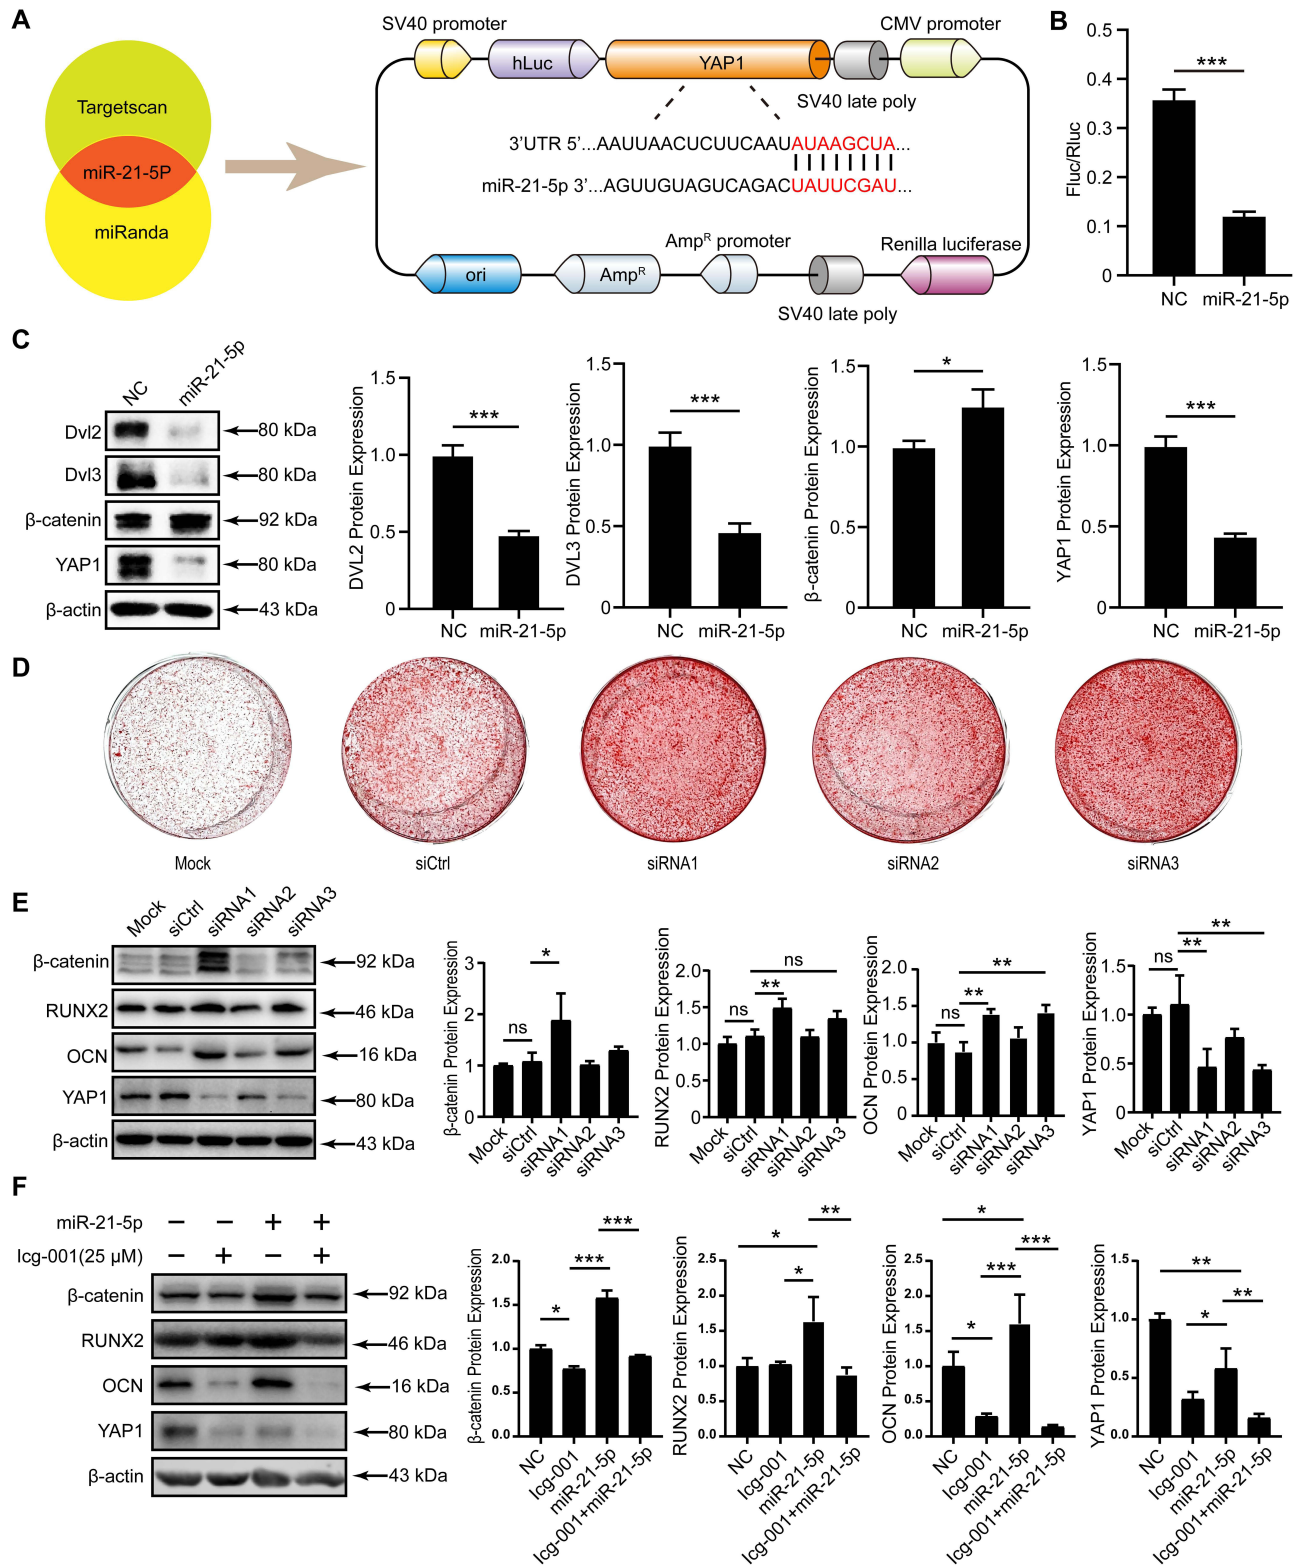 A
Targetscan
miR-21-5P
miRanda
SV40 promoter
CMV promoter
hLuc
YAP1
SV40 late poly
3'UTR 5'...AAUUAACUCUUCAAUAUAAGCUA...
miR-21-5p 3'...AGUUGUAGUCAGACUAUUCGAU...
AmpR promoter
Renilla luciferase
ori
AmpR
SV40 late poly
B
Fluc/Rluc
0.5
0.4
0.3
0.2
0.1
0
***
NC
miR-21-5p
C
NC
miR-21-5p
Dvl2
80 kDa
Dvl3
80 kDa
β-catenin
92 kDa
YAP1
80 kDa
β-actin
43 kDa
DVL2 Protein Expression
1.5
1.0
0.5
0
***
NC
miR-21-5p
DVL3 Protein Expression
1.5
1.0
0.5
0
***
NC
miR-21-5p
β-catenin Protein Expression
1.5
1.0
0.5
0
*
NC
miR-21-5p
YAP1 Protein Expression
1.5
1.0
0.5
0
***
NC
miR-21-5p
D
Mock
siCtrl
siRNA1
siRNA2
siRNA3
E
Mock
siCtrl
siRNA1
siRNA2
siRNA3
β-catenin
92 kDa
RUNX2
46 kDa
OCN
16 kDa
YAP1
80 kDa
β-actin
43 kDa
β-catenin Protein Expression
3
2
1
0
ns
*
Mock
siCtrl
siRNA1
siRNA2
siRNA3
RUNX2 Protein Expression
2.0
1.5
1.0
0.5
0
ns
**
ns
Mock
siCtrl
siRNA1
siRNA2
siRNA3
OCN Protein Expression
2.0
1.5
1.0
0.5
0
ns
**
**
Mock
siCtrl
siRNA1
siRNA2
siRNA3
YAP1 Protein Expression
1.5
1.0
0.5
0
ns
**
**
Mock
siCtrl
siRNA1
siRNA2
siRNA3
F
miR-21-5p
− − + +
Icg-001(25 μM)
− + − +
β-catenin
92 kDa
RUNX2
46 kDa
OCN
16 kDa
YAP1
80 kDa
β-actin
43 kDa
β-catenin Protein Expression
2.0
1.5
1.0
0.5
0.0
*
***
***
NC
Icg-001
miR-21-5p
Icg-001+miR-21-5p
RUNX2 Protein Expression
2.5
2.0
1.5
1.0
0.5
0.0
*
*
**
NC
Icg-001
miR-21-5p
Icg-001+miR-21-5p
OCN Protein Expression
2.5
2.0
1.5
1.0
0.5
0.0
*
*
***
***
NC
Icg-001
miR-21-5p
Icg-001+miR-21-5p
YAP1 Protein Expression
1.5
1.0
0.5
0.0
**
*
**
NC
Icg-001
miR-21-5p
Icg-001+miR-21-5p